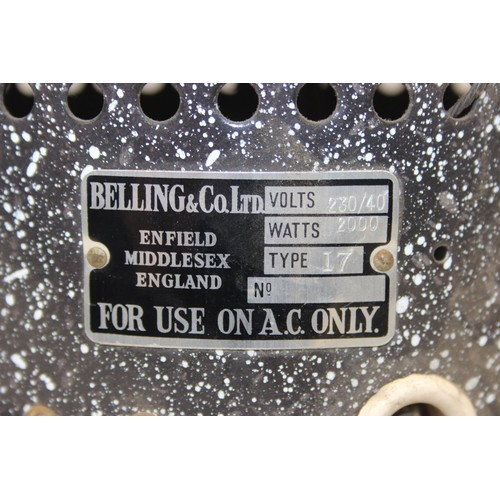 BELLING & Co. LTD.
ENFIELD
MIDDLESEX
ENGLAND
VOLTS 230/40
WATTS 2000
TYPE 17
No
FOR USE ON A.C. ONLY.